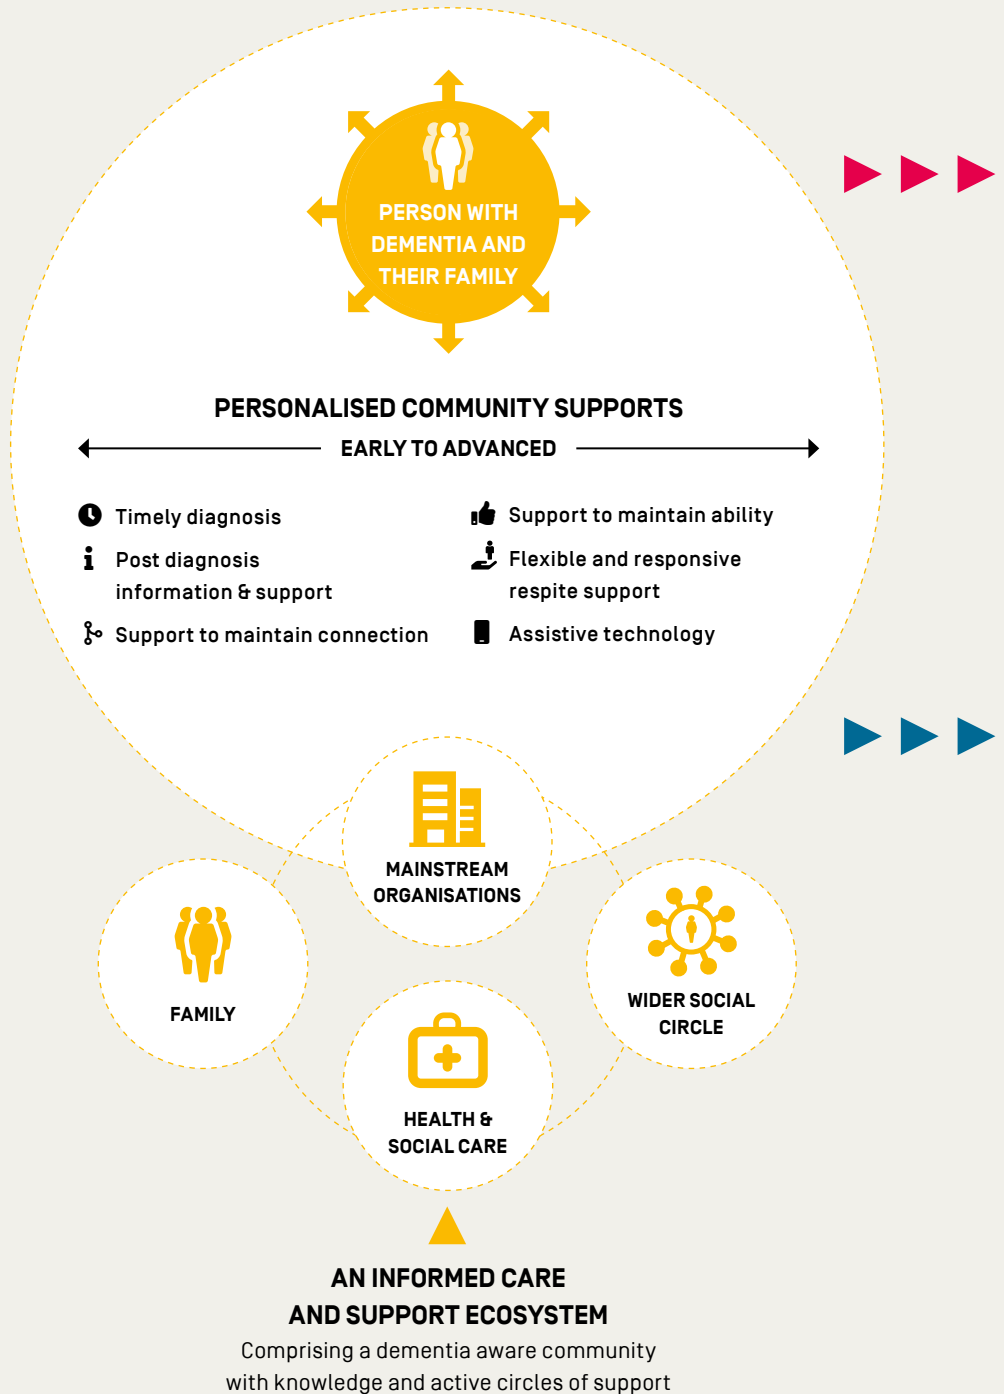 PERSON WITH
DEMENTIA AND
THEIR FAMILY
PERSONALISED COMMUNITY SUPPORTS
EARLY TO ADVANCED
Timely diagnosis
Post diagnosis
information & support
Support to maintain connection
Support to maintain ability
Flexible and responsive
respite support
Assistive technology
MAINSTREAM
ORGANISATIONS
FAMILY
WIDER SOCIAL
CIRCLE
HEALTH &
SOCIAL CARE
AN INFORMED CARE
AND SUPPORT ECOSYSTEM
Comprising a dementia aware community
with knowledge and active circles of support